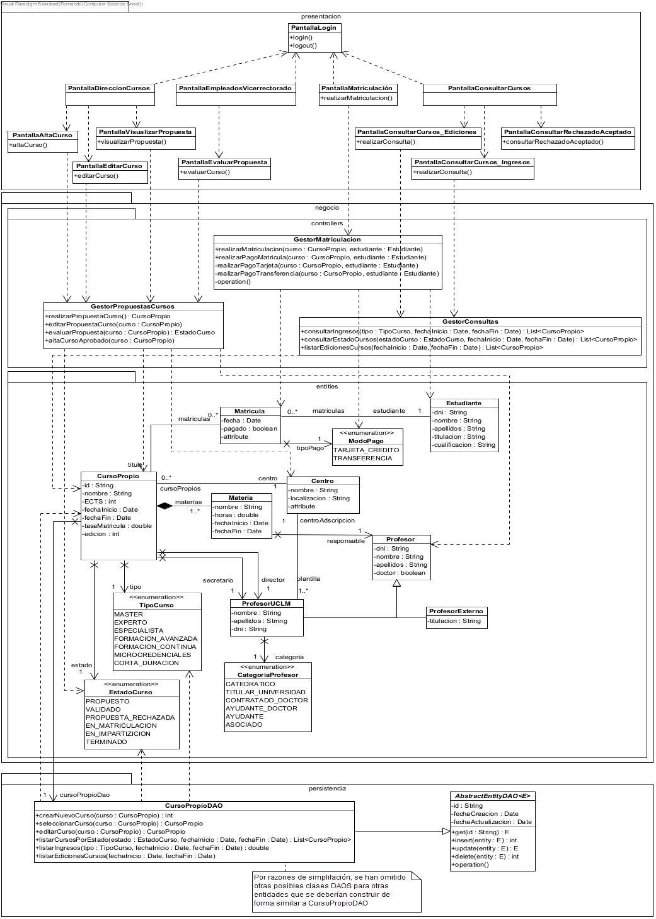 Visual Paradigm Standard(Fernando(Computer Science School))
presentacion
PantallaLogin
+login()
+logout()
PantallaDireccionCursos
PantallaEmpleadosVicerrectorado
PantallaMatriculación
+realizarMatriculacion()
PantallaConsultarCursos
PantallaAltaCurso
+altaCurso()
PantallaVisualizarPropuesta
+visualizarPropuesta()
PantallaConsultarCursos_Ediciones
+realizarConsulta()
PantallaConsultarRechazadoAceptado
+consultarRechazadoAceptado()
PantallaEditarCurso
+editarCurso()
PantallaEvaluarPropuesta
+evaluarCurso()
PantallaConsultarCursos_Ingresos
+realizarConsulta()
negocio
controllers
GestorMatriculacion
+realizarMatriculacion(curso : CursoPropio, estudiante : Estudiante)
+realizarPagoMatricula(curso : CursoPropio, estudiante : Estudiante)
-realizarPagoTarjeta(curso : CursoPropio, estudiante : Estudiante)
-realizarPagoTransferencia(curso : CursoPropio, estudiante : Estudiante)
-operation()
GestorPropuestasCursos
+realizarPropuestaCurso() : CursoPropio
+editarPropuestaCurso(curso : CursoPropio)
+evaluarPropuesta(curso : CursoPropio) : EstadoCurso
+altaCursoAprobado(curso : CursoPropio)
GestorConsultas
+consultarIngresos(tipo : TipoCurso, fechaInicio : Date, fechaFin : Date) : List<CursoPropio>
+consultarEstadoCursos(estadoCurso : EstadoCurso, fechaInicio : Date, fechaFin : Date) : List<CursoPropio>
+listarEdicionesCursos(fechaInicio : Date, fechaFin : Date) : List<CursoPropio>
entities
Matricula
-fecha : Date
-pagado : boolean
-attribute
matriculas
0..*
0..*
matriculas
estudiante
1
Estudiante
-dni : String
-nombre : String
-apellidos : String
-titulacion : String
-cualificacion : String
1
tipoPago
<<enumeration>>
ModoPago
TARJETA_CREDITO
TRANSFERENCIA
titulo
CursoPropio
-id : String
-nombre : String
-ECTS : int
-fechaInicio : Date
-fechaFin : Date
-tasaMatricula : double
-edicion : int
0..*
cursoPropios
centro
1
Centro
-nombre : String
-localizacion : String
-attribute
materias
1..*
Materia
-nombre : String
-horas : double
-fechaInicio : Date
-fechaFin : Date
1
centroAdscripcion
1
responsable
Profesor
-dni : String
-nombre : String
-apellidos : String
-doctor : boolean
secretario
director
plantilla
1
1
1..*
1
tipo
<<enumeration>>
TipoCurso
MASTER
EXPERTO
ESPECIALISTA
FORMACION_AVANZADA
FORMACION_CONTINUA
MICROCREDENCIALES
CORTA_DURACION
ProfesorUCLM
-nombre : String
-apellidos : String
-dni : String
ProfesorExterno
-titulacion : String
1
categoria
<<enumeration>>
CategoriaProfesor
CATEDRATICO
TITULAR_UNIVERSIDAD
CONTRATADO_DOCTOR
AYUDANTE_DOCTOR
AYUDANTE
ASOCIADO
estado
1
<<enumeration>>
EstadoCurso
PROPUESTO
VALIDADO
PROPUESTA_RECHAZADA
EN_MATRICULACION
EN_IMPARTIZICION
TERMINADO
persistencia
1
cursoPropioDao
CursoPropioDAO
+crearNuevoCurso(curso : CursoPropio) : int
+seleccionarCurso(curso : CursoPropio) : CursoPropio
+editarCurso(curso : CursoPropio) : CursoPropio
+listarCursosPorEstado(estado : EstadoCurso, fechaInicio : Date, fechaFin : Date) : List<CursoPropio>
+listarIngresos(tipo : TipoCurso, fechaInicio : Date, fechaFin : Date) : double
+listarEdicionesCursos(fechaInicio : Date, fechaFin : Date)
AbstractEntityDAO<E>
-id : String
-fechaCreacion : Date
-fechaActualizacion : Date
+get(id : String) : E
+insert(entity : E) : int
+update(entity : E) : E
+delete(entity : E) : int
+operation()
Por razones de simplifación, se han omitido
otras posibles clases DAOS para otras
entidades que se deberían construir de
forma similar a CursoPropioDAO